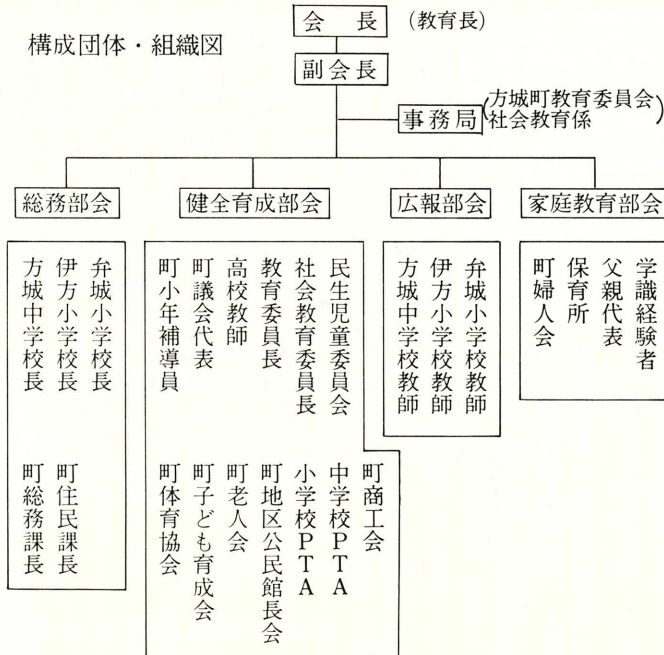 構成団体・組織図
会長 (教育長)
副会長
事務局 (方城町教育委員会
社会教育係)
総務部会
弁城小学校長
伊方小学校長
方城中学校長
町住民課長
町総務課長
健全育成部会
民生児童委員会
社会教育委員長
教育委員長
高校教師
町議会代表
町小年補導員
町商工会
中学校PTA
小学校PTA
町地区公民館長会
町老人会
町子ども育成会
町体育協会
広報部会
弁城小学校教師
伊方小学校教師
方城中学校教師
家庭教育部会
学識経験者
父親代表
保育所
町婦人会